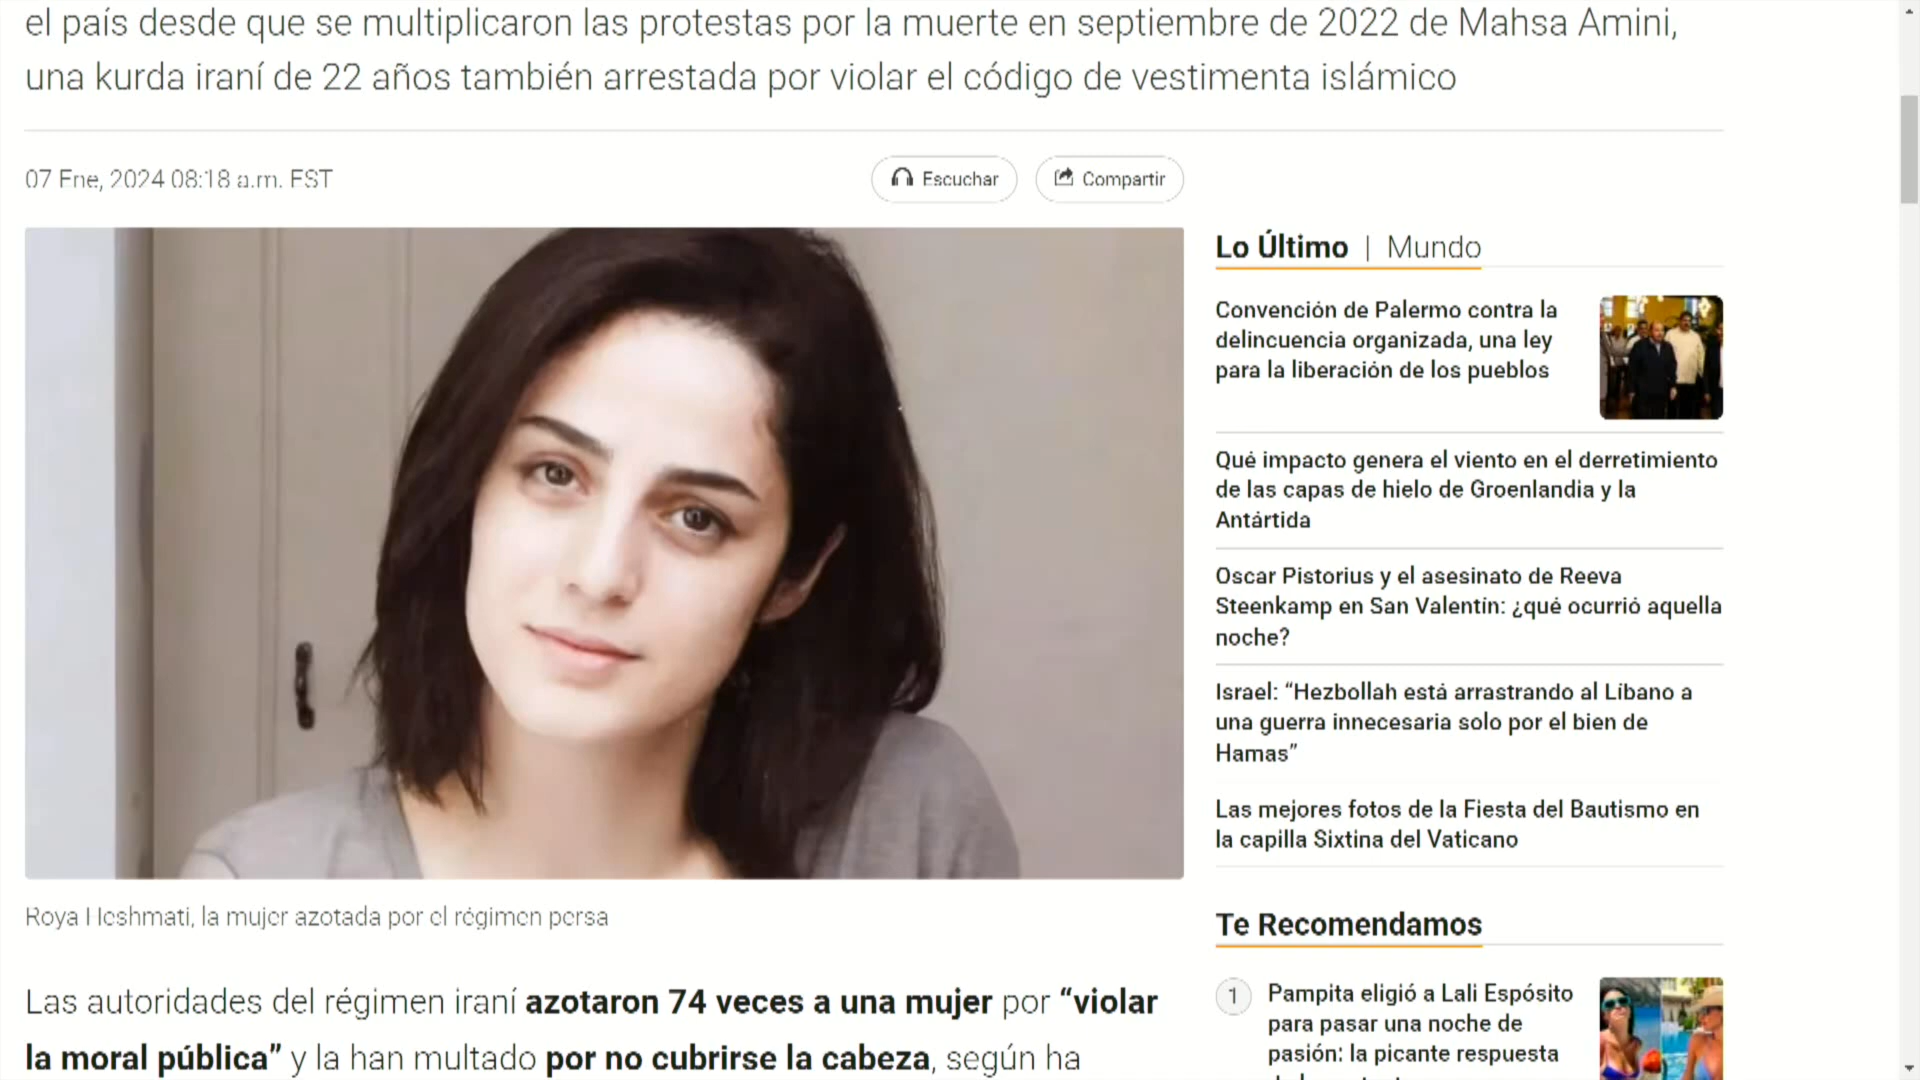 el país desde que se multiplicaron las protestas por la muerte en septiembre de 2022 de Mahsa Amini,
una kurda iraní de 22 años también arrestada por violar el código de vestimenta islámico
07 Ene, 2024 08:18 a.m. EST
Escuchar
Compartir
Roya Heshmati, la mujer azotada por el régimen persa
Las autoridades del régimen iraní azotaron 74 veces a una mujer por “violar
la moral pública” y la han multado por no cubrirse la cabeza, según ha
Lo Último | Mundo
Convención de Palermo contra la
delincuencia organizada, una ley
para la liberación de los pueblos
Qué impacto genera el viento en el derretimiento
de las capas de hielo de Groenlandia y la
Antártida
Oscar Pistorius y el asesinato de Reeva
Steenkamp en San Valentín: ¿qué ocurrió aquella
noche?
Israel: “Hezbollah está arrastrando al Líbano a
una guerra innecesaria solo por el bien de
Hamas”
Las mejores fotos de la Fiesta del Bautismo en
la capilla Sixtina del Vaticano
Te Recomendamos
1
Pampita eligió a Lali Espósito
para pasar una noche de
pasión: la picante respuesta